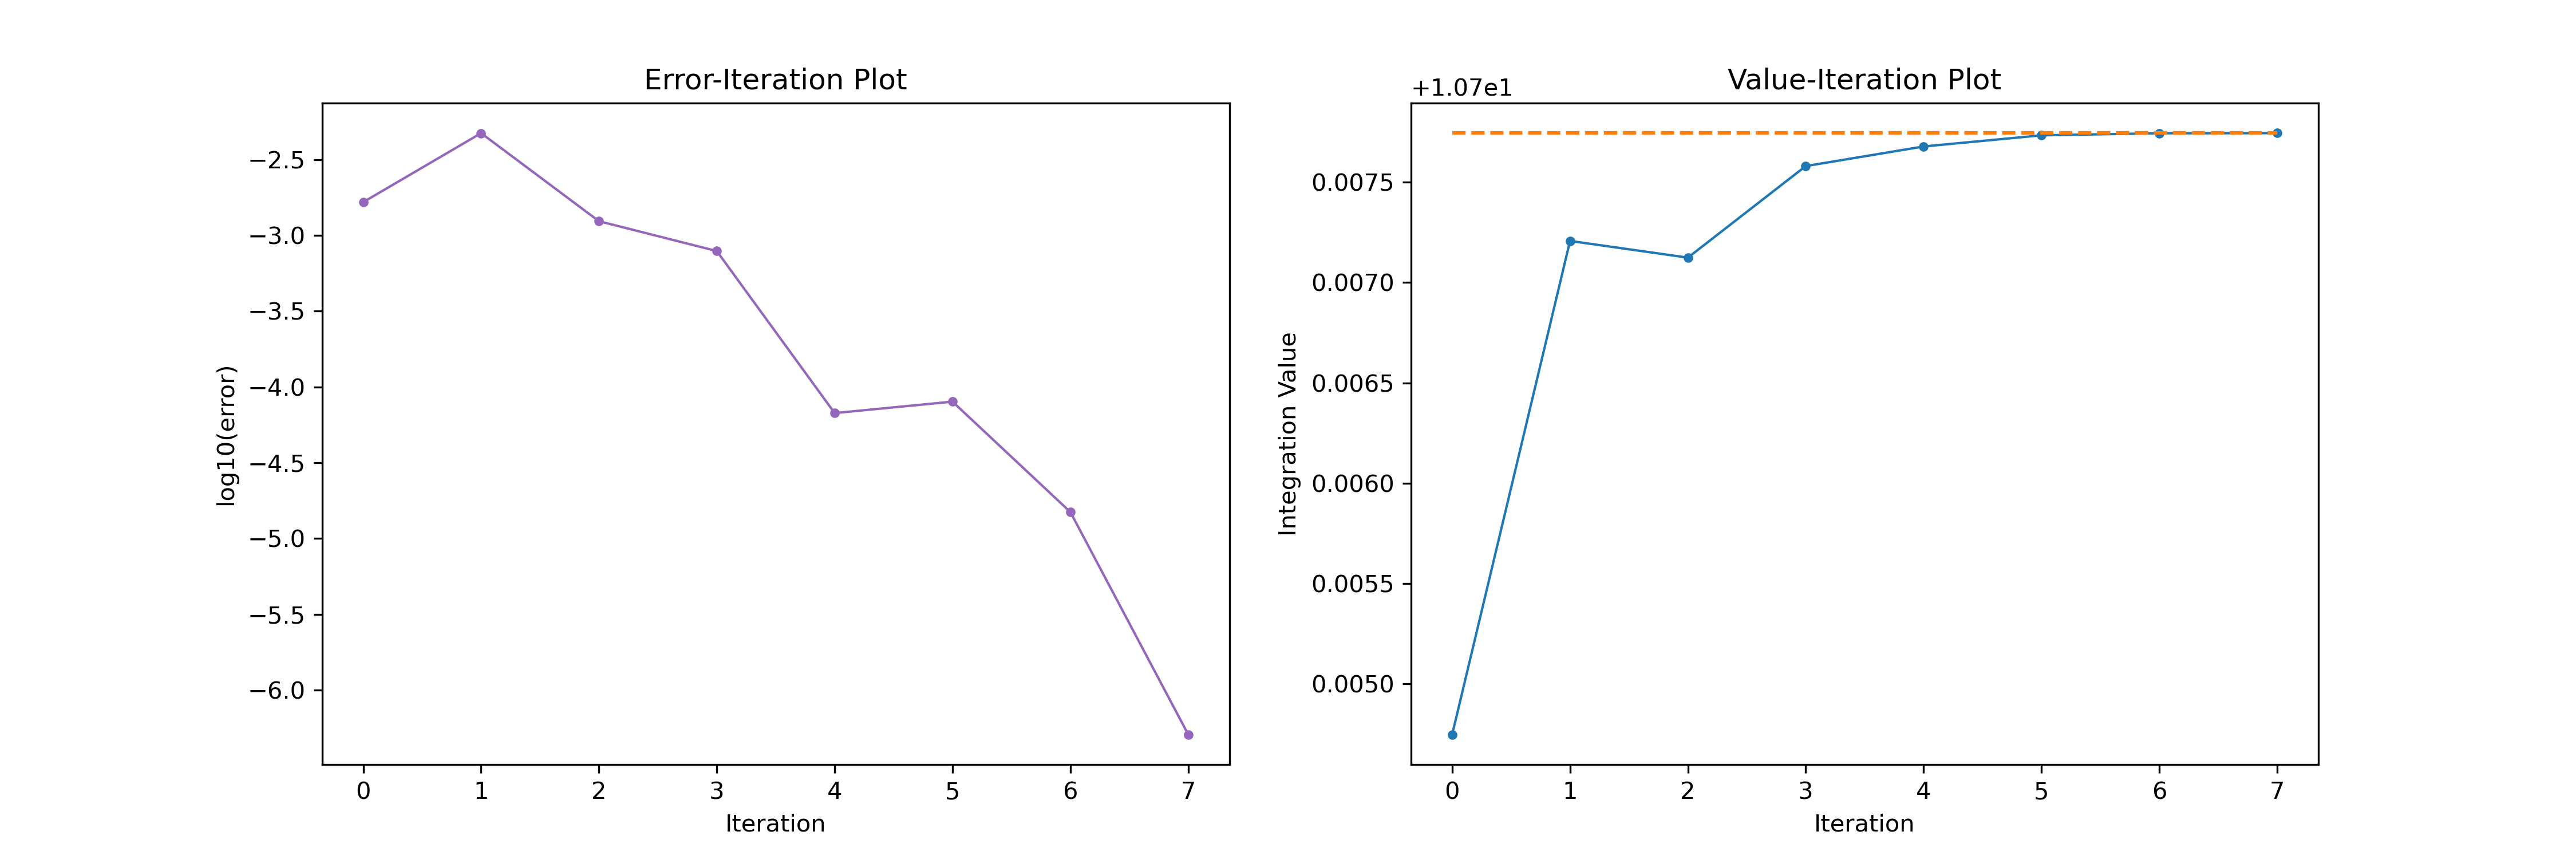 Error-Iteration Plot
log10(error)
−2.5
−3.0
−3.5
−4.0
−4.5
−5.0
−5.5
−6.0
0 1 2 3 4 5 6 7
Iteration
Value-Iteration Plot
+1.07e1
Integration Value
0.0075
0.0070
0.0065
0.0060
0.0055
0.0050
0 1 2 3 4 5 6 7
Iteration